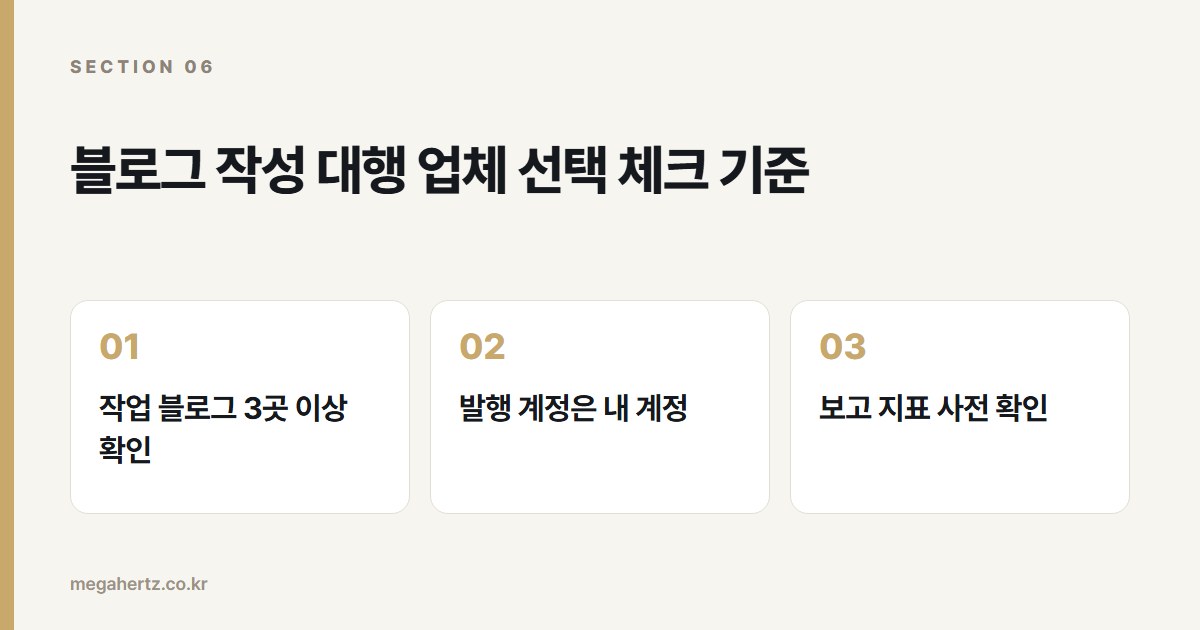 SECTION 06
블로그 작성 대행 업체 선택 체크 기준
01
작업 블로그 3곳 이상
확인
02
발행 계정은 내 계정
03
보고 지표 사전 확인
megahertz.co.kr